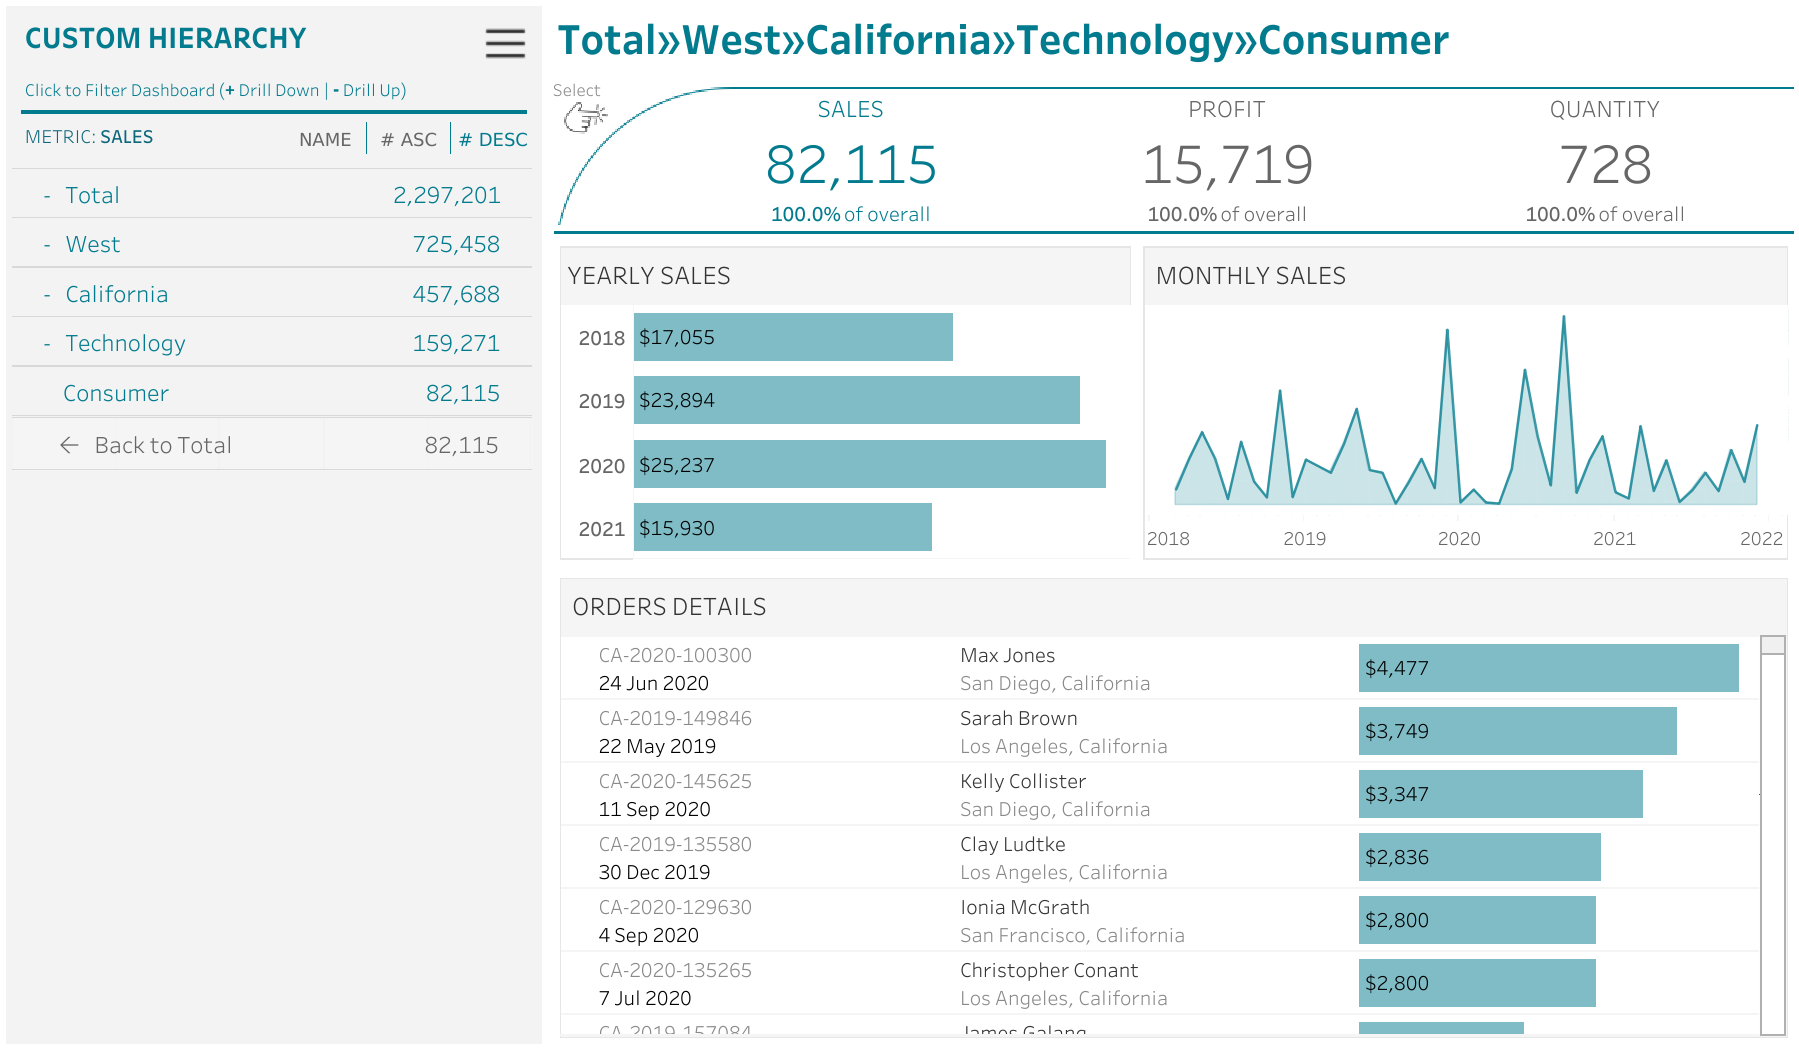 CUSTOM HIERARCHY
Click to Filter Dashboard (+ Drill Down | - Drill Up)
METRIC: SALES
NAME
# ASC
# DESC
- Total 2,297,201
- West 725,458
- California 457,688
- Technology 159,271
Consumer 82,115
← Back to Total 82,115
Total»West»California»Technology»Consumer
Select
SALES
82,115
100.0% of overall
PROFIT
15,719
100.0% of overall
QUANTITY
728
100.0% of overall
YEARLY SALES
2018 $17,055
2019 $23,894
2020 $25,237
2021 $15,930
MONTHLY SALES
2018 2019 2020 2021 2022
ORDERS DETAILS
CA-2020-100300
24 Jun 2020
Max Jones
San Diego, California
$4,477
CA-2019-149846
22 May 2019
Sarah Brown
Los Angeles, California
$3,749
CA-2020-145625
11 Sep 2020
Kelly Collister
San Diego, California
$3,347
CA-2019-135580
30 Dec 2019
Clay Ludtke
Los Angeles, California
$2,836
CA-2020-129630
4 Sep 2020
Ionia McGrath
San Francisco, California
$2,800
CA-2020-135265
7 Jul 2020
Christopher Conant
Los Angeles, California
$2,800
CA-2019-157084
James Galang